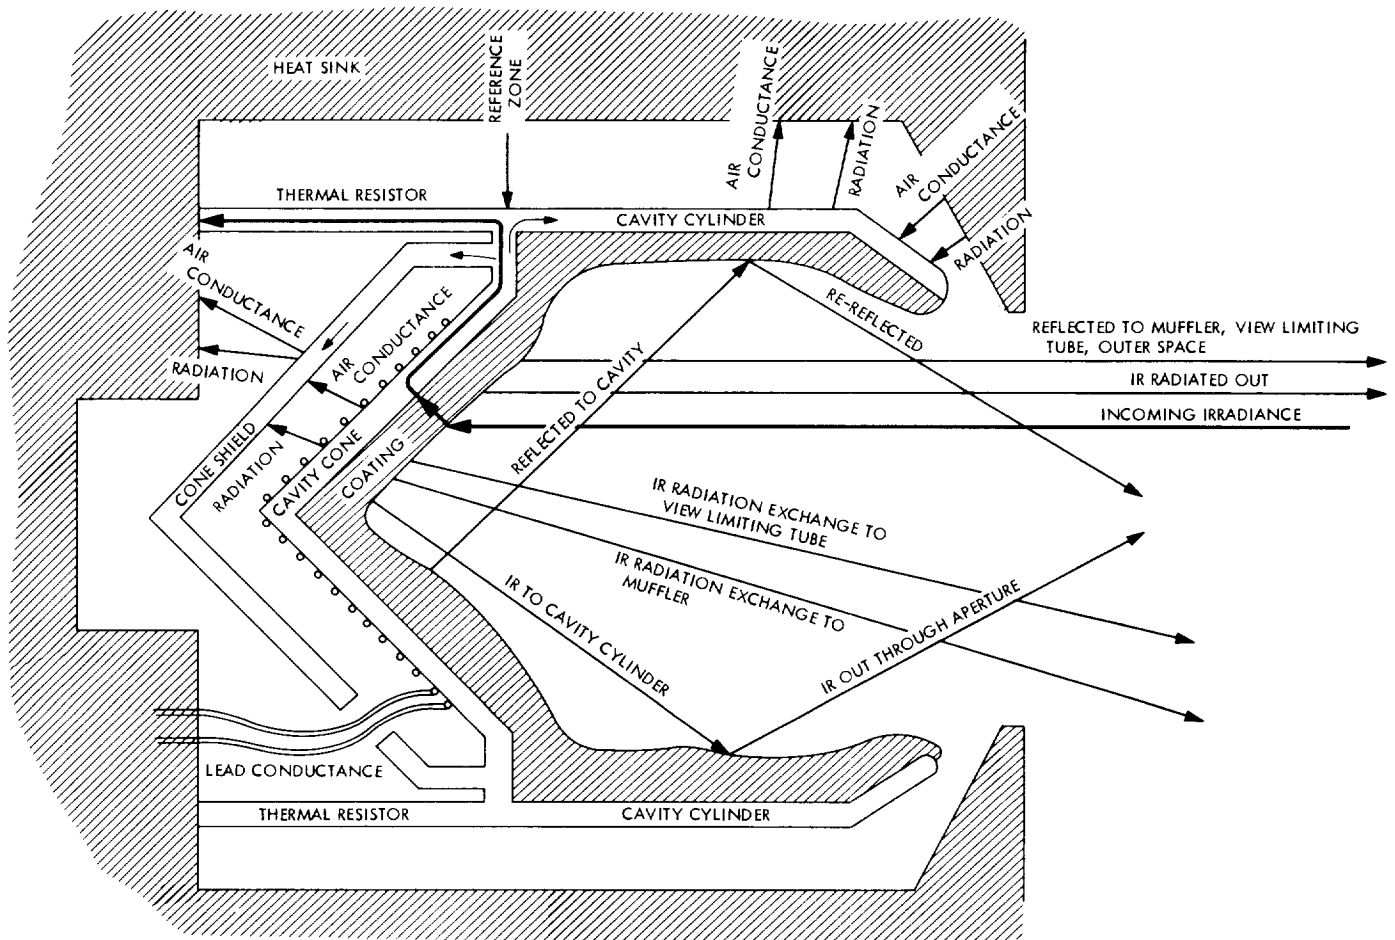 HEAT SINK
REFERENCE
ZONE
AIR
CONDUCTANCE
RADIATION
AIR
CONDUCTANCE
RADIATION
THERMAL RESISTOR
CAVITY CYLINDER
AIR
CONDUCTANCE
RADIATION
AIR
CONDUCTANCE
RADIATION
CONE SHIELD
CAVITY CONE
COATING
REFLECTED TO CAVITY
RE-REFLECTED
REFLECTED TO MUFFLER, VIEW LIMITING
TUBE, OUTER SPACE
IR RADIATED OUT
INCOMING IRRADIANCE
IR RADIATION EXCHANGE TO
VIEW LIMITING TUBE
IR RADIATION EXCHANGE TO
MUFFLER
IR TO CAVITY CYLINDER
IR OUT THROUGH APERTURE
LEAD CONDUCTANCE
THERMAL RESISTOR
CAVITY CYLINDER